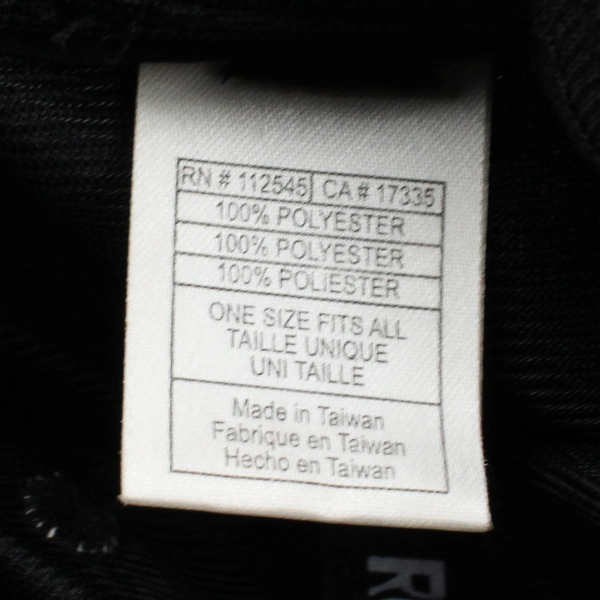 RN # 112545 CA # 17335
100% POLYESTER
100% POLYESTER
100% POLIESTER
ONE SIZE FITS ALL
TAILLE UNIQUE
UNI TAILLE
Made in Taiwan
Fabrique en Taiwan
Hecho en Taiwan